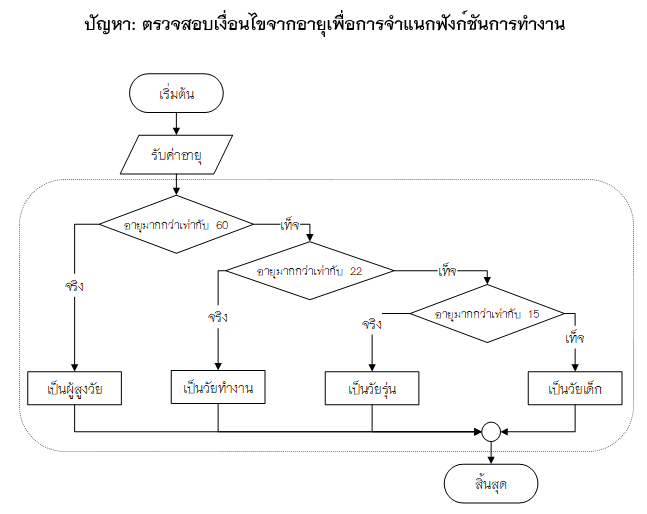 ปัญหา: ตรวจสอบเงื่อนไขจากอายุเพื่อการจำแนกฟังก์ชันการทำงาน
เริ่มต้น
รับค่าอายุ
อายุมากกว่าเท่ากับ 60
เท็จ
จริง
อายุมากกว่าเท่ากับ 22
เท็จ
จริง
อายุมากกว่าเท่ากับ 15
จริง
เท็จ
เป็นผู้สูงวัย
เป็นวัยทำงาน
เป็นวัยรุ่น
เป็นวัยเด็ก
สิ้นสุด